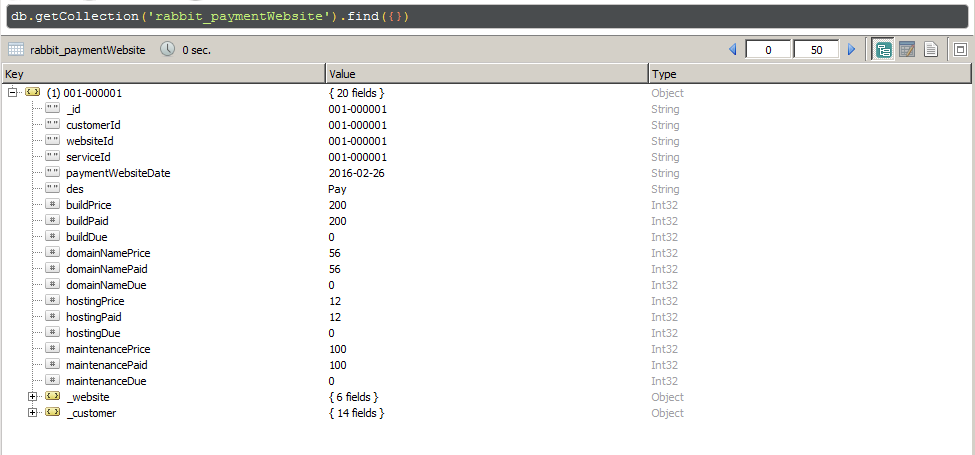 db.getCollection('rabbit_paymentWebsite').find({})
rabbit_paymentWebsite 0 sec. 0 50
Key Value Type
(1) 001-000001 { 20 fields } Object
_id 001-000001 String
customerId 001-000001 String
websiteId 001-000001 String
serviceId 001-000001 String
paymentWebsiteDate 2016-02-26 String
des Pay String
buildPrice 200 Int32
buildPaid 200 Int32
buildDue 0 Int32
domainNamePrice 56 Int32
domainNamePaid 56 Int32
domainNameDue 0 Int32
hostingPrice 12 Int32
hostingPaid 12 Int32
hostingDue 0 Int32
maintenancePrice 100 Int32
maintenancePaid 100 Int32
maintenanceDue 0 Int32
_website { 6 fields } Object
_customer { 14 fields } Object